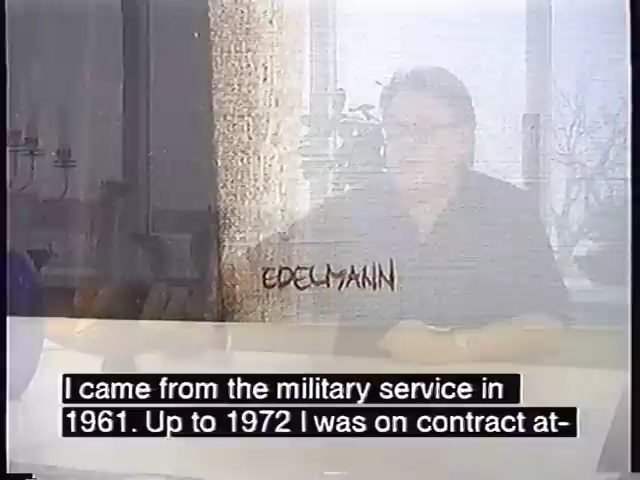 EDELMANN
I came from the military service in
1961. Up to 1972 I was on contract at-